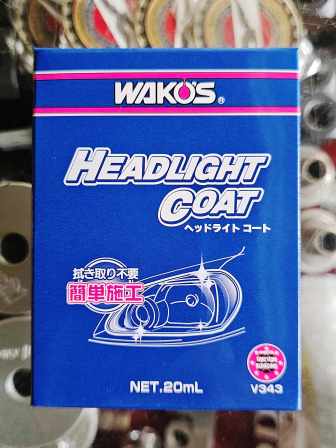 WAKO'S®
HEADLIGHT
COAT
ヘッドライト コート
拭き取り不要
簡単施工
NET.20mL
V343